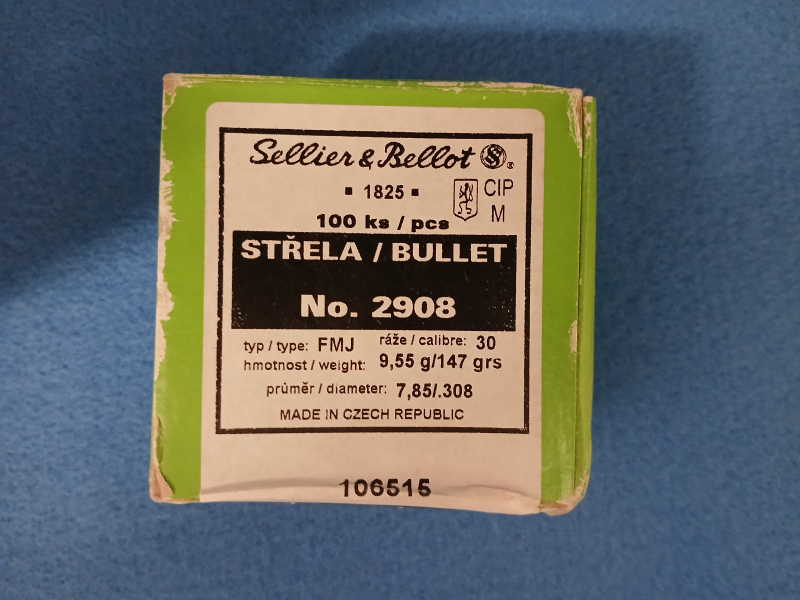 Sellier & Bellot
▪ 1825 ▪
CIP
M
100 ks / pcs
STŘELA / BULLET
No. 2908
typ / type: FMJ ráže / calibre: 30
hmotnost / weight: 9,55 g/147 grs
průměr / diameter: 7,85/.308
MADE IN CZECH REPUBLIC
106515